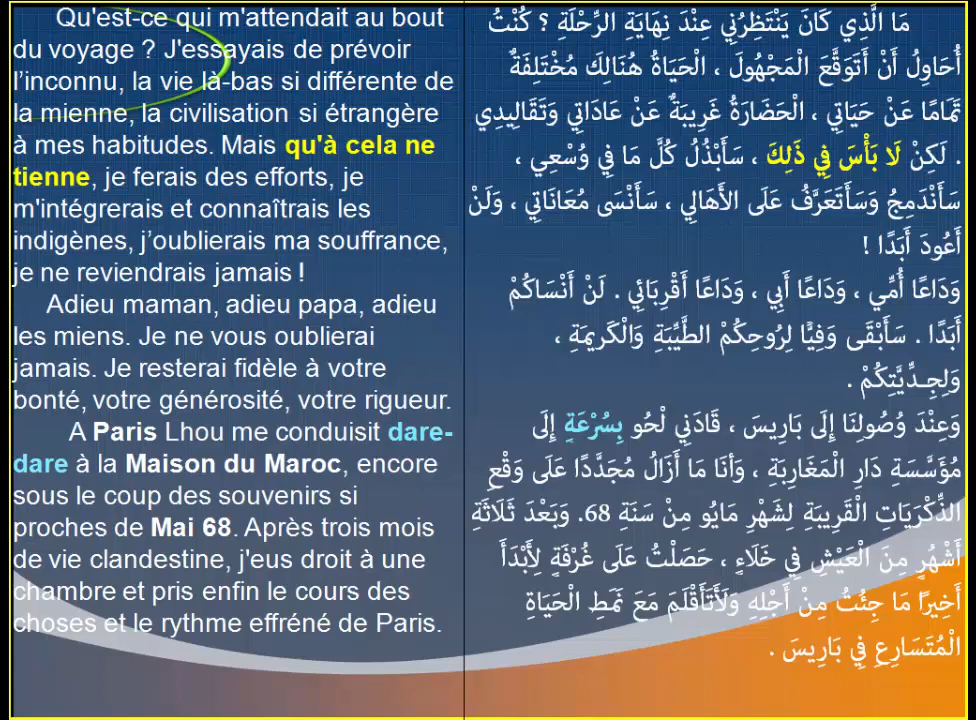 Qu'est-ce qui m'attendait au bout
du voyage ? J'essayais de prévoir
l'inconnu, la vie là-bas si différente de
la mienne, la civilisation si étrangère
à mes habitudes. Mais qu'à cela ne
tienne, je ferais des efforts, je
m'intégrerais et connaîtrais les
indigènes, j'oublierais ma souffrance,
je ne reviendrais jamais !
Adieu maman, adieu papa, adieu
les miens. Je ne vous oublierai
jamais. Je resterai fidèle à votre
bonté, votre générosité, votre rigueur.
A Paris Lhou me conduisit dare-
dare à la Maison du Maroc, encore
sous le coup des souvenirs si
proches de Mai 68. Après trois mois
de vie clandestine, j'eus droit à une
chambre et pris enfin le cours des
choses et le rythme effréné de Paris.
مَا الَّذِي كَانَ يَنْتَظِرُنِي عِنْدَ نِهَايَةِ الرِّحْلَةِ ؟ كُنْتُ
أُحَاوِلُ أَنْ أَتَوَقَّعَ الْمَجْهُولَ ، الْحَيَاةُ هُنَالِكَ مُخْتَلِفَةٌ
تَمَامًا عَنْ حَيَاتِي ، الْحَضَارَةُ غَرِيبَةٌ عَنْ عَادَاتِي وَتَقَالِيدِي
. لَكِنْ لَا بَأْسَ فِي ذَلِكَ ، سَأَبْذُلُ كُلَّ مَا فِي وُسْعِي ،
سَأَنْدَمِجُ وَسَأَتَعَرَّفُ عَلَى الأَهَالِي ، سَأَنْسَى مُعَانَاتِي ، وَلَنْ
أَعُودَ أَبَدًا !
وَدَاعًا أُمِّي ، وَدَاعًا أَبِي ، وَدَاعًا أَقْرِبَائِي . لَنْ أَنْسَاكُمْ
أَبَدًا . سَأَبْقَى وَفِيًّا لِرُوحِكُمْ الطَّيِّبَةِ وَالْكَرِيمَةِ ،
وَلِجِدِّيَّتِكُمْ .
وَعِنْدَ وُصُولِنَا إِلَى بَارِيسَ ، قَادَنِي لْحُو بِسُرْعَةٍ إِلَى
مُؤَسَّسَةِ دَارِ الْمَغَارِبَةِ ، وَأَنَا مَا أَزَالُ مُجَدَّدًا عَلَى وَقْعِ
الذِّكْرَيَاتِ الْقَرِيبَةِ لِشَهْرِ مَايُو مِنْ سَنَةِ 68. وَبَعْدَ ثَلَاثَةِ
أَشْهُرٍ مِنَ الْعَيْشِ فِي خَلَاءٍ ، حَصَلْتُ عَلَى غُرْفَةٍ لِأَبْدَأَ
أَخِيرًا مَا جِئْتُ مِنْ أَجْلِهِ وَلَأَتَأَقْلَمَ مَعَ نَمَطِ الْحَيَاةِ
الْمُتَسَارِعِ فِي بَارِيسَ .